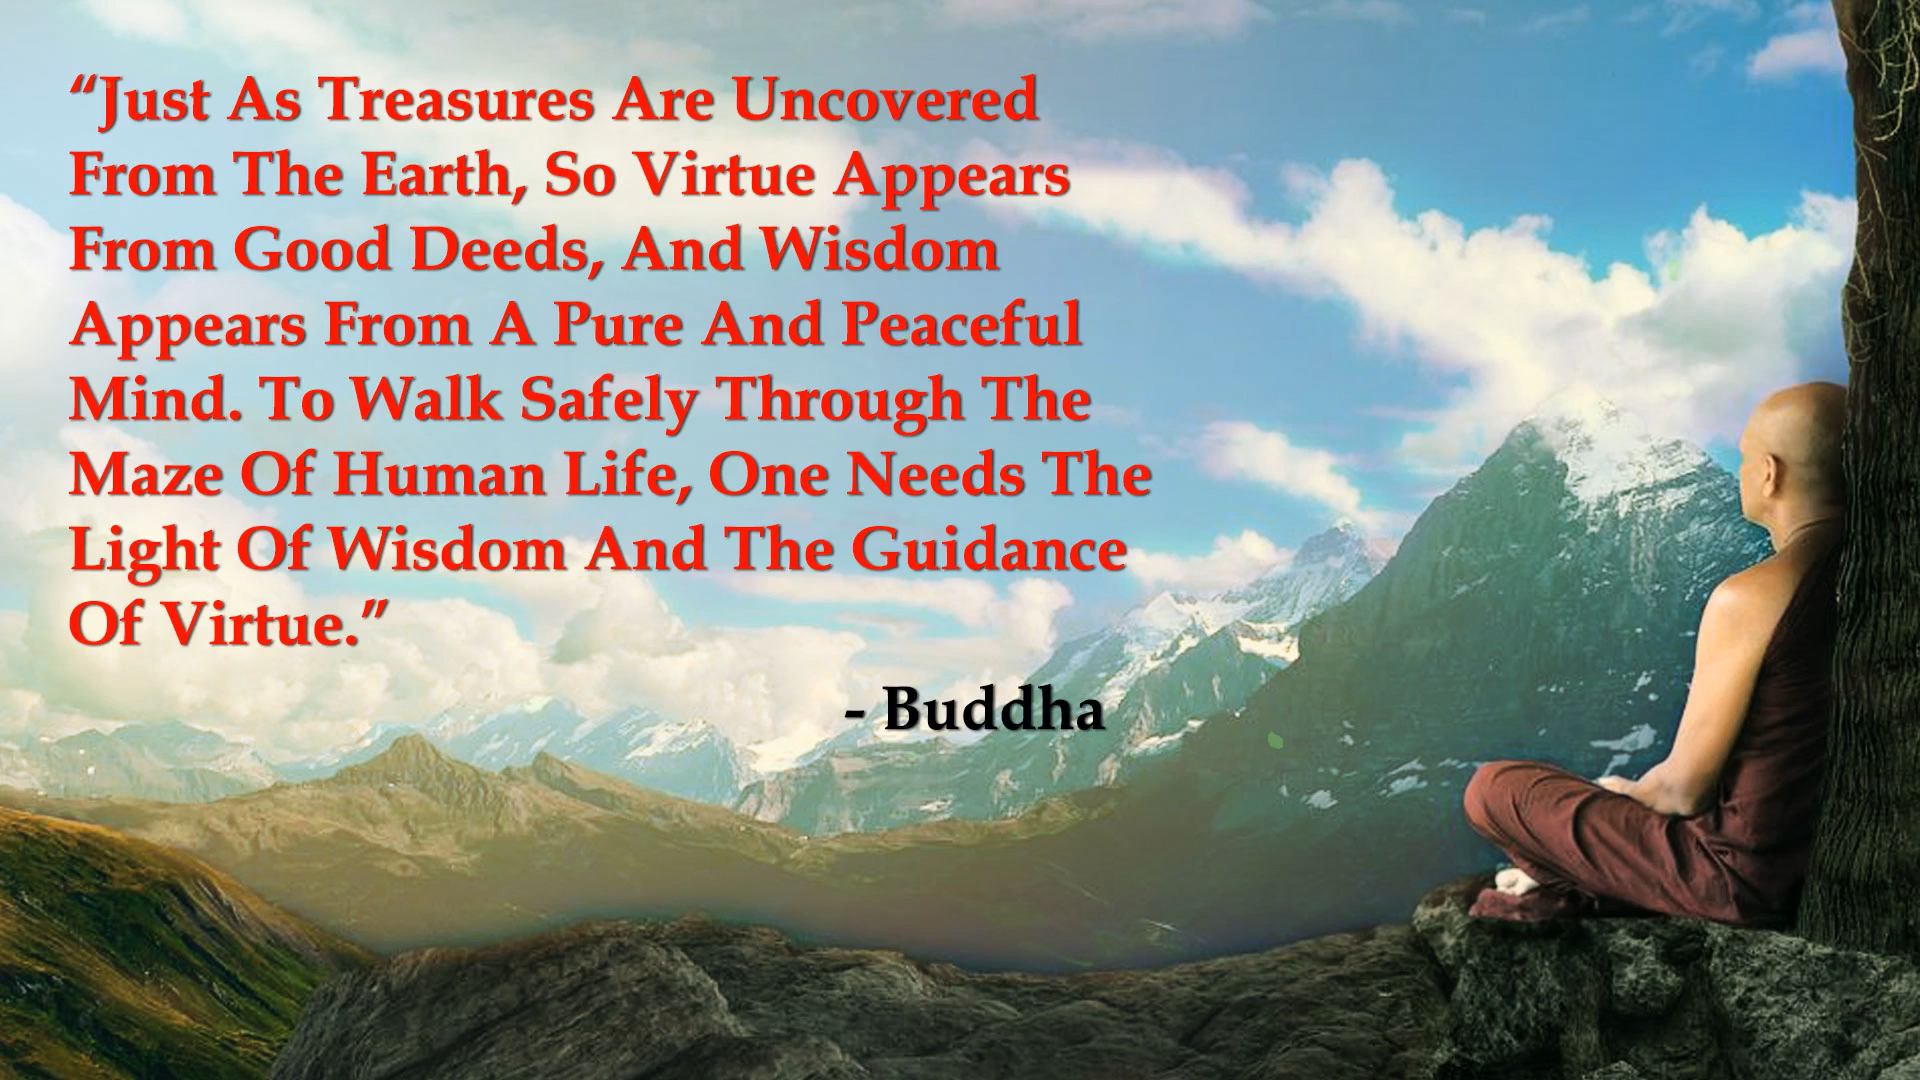 “Just As Treasures Are Uncovered
From The Earth, So Virtue Appears
From Good Deeds, And Wisdom
Appears From A Pure And Peaceful
Mind. To Walk Safely Through The
Maze Of Human Life, One Needs The
Light Of Wisdom And The Guidance
Of Virtue.”
- Buddha